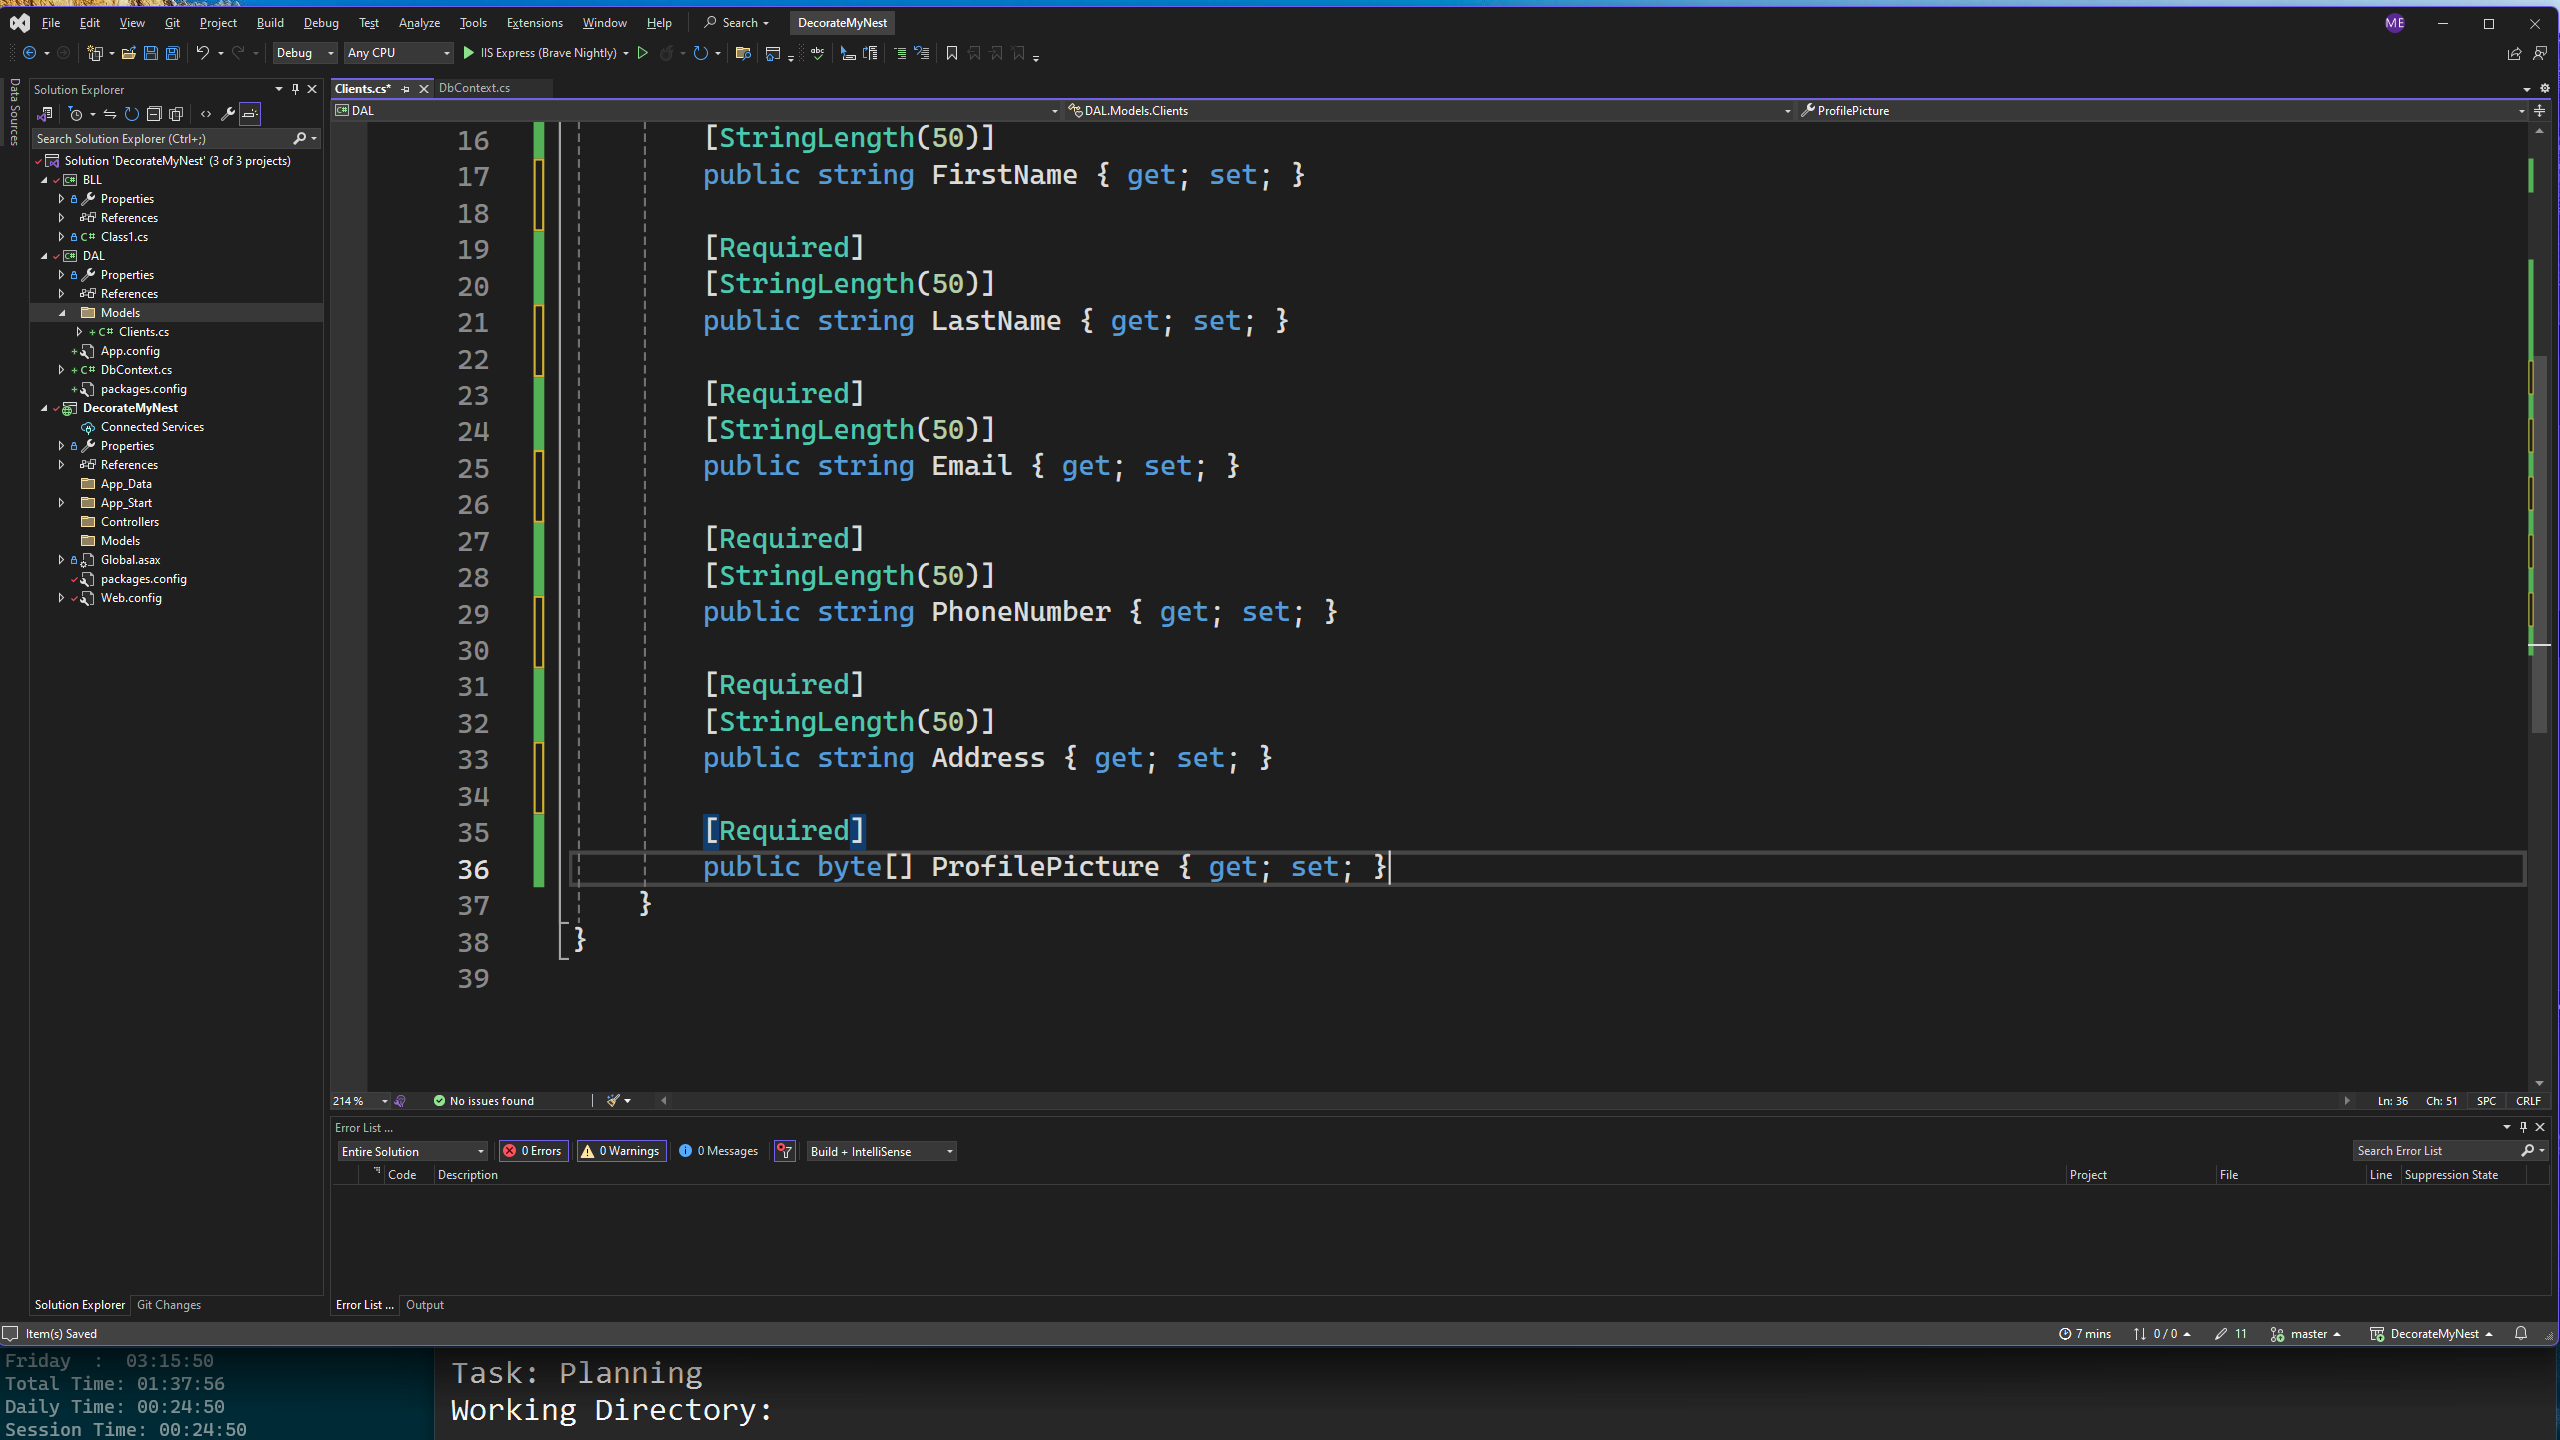 File Edit View Git Project Build Debug Test Analyze Tools Extensions Window Help Search DecorateMyNest ME
Debug Any CPU IIS Express (Brave Nightly)
Data Sources
Solution Explorer
Search Solution Explorer (Ctrl+;)
Solution 'DecorateMyNest' (3 of 3 projects)
BLL
Properties
References
C# Class1.cs
DAL
Properties
References
Models
C# Clients.cs
App.config
C# DbContext.cs
packages.config
DecorateMyNest
Connected Services
Properties
References
App_Data
App_Start
Controllers
Models
Global.asax
packages.config
Web.config
Solution Explorer Git Changes
Clients.cs* DbContext.cs
DAL DAL.Models.Clients ProfilePicture
16 [StringLength(50)]
17 public string FirstName { get; set; }
18
19 [Required]
20 [StringLength(50)]
21 public string LastName { get; set; }
22
23 [Required]
24 [StringLength(50)]
25 public string Email { get; set; }
26
27 [Required]
28 [StringLength(50)]
29 public string PhoneNumber { get; set; }
30
31 [Required]
32 [StringLength(50)]
33 public string Address { get; set; }
34
35 [Required]
36 public byte[] ProfilePicture { get; set; }
37 }
38 }
39
214 % No issues found Ln: 36 Ch: 51 SPC CRLF
Error List ...
Entire Solution 0 Errors 0 Warnings 0 Messages Build + IntelliSense Search Error List
Code Description Project File Line Suppression State
Error List ... Output
Item(s) Saved 7 mins 0 / 0 11 master DecorateMyNest
Friday : 03:15:50
Total Time: 01:37:56
Daily Time: 00:24:50
Session Time: 00:24:50
Task: Planning
Working Directory: